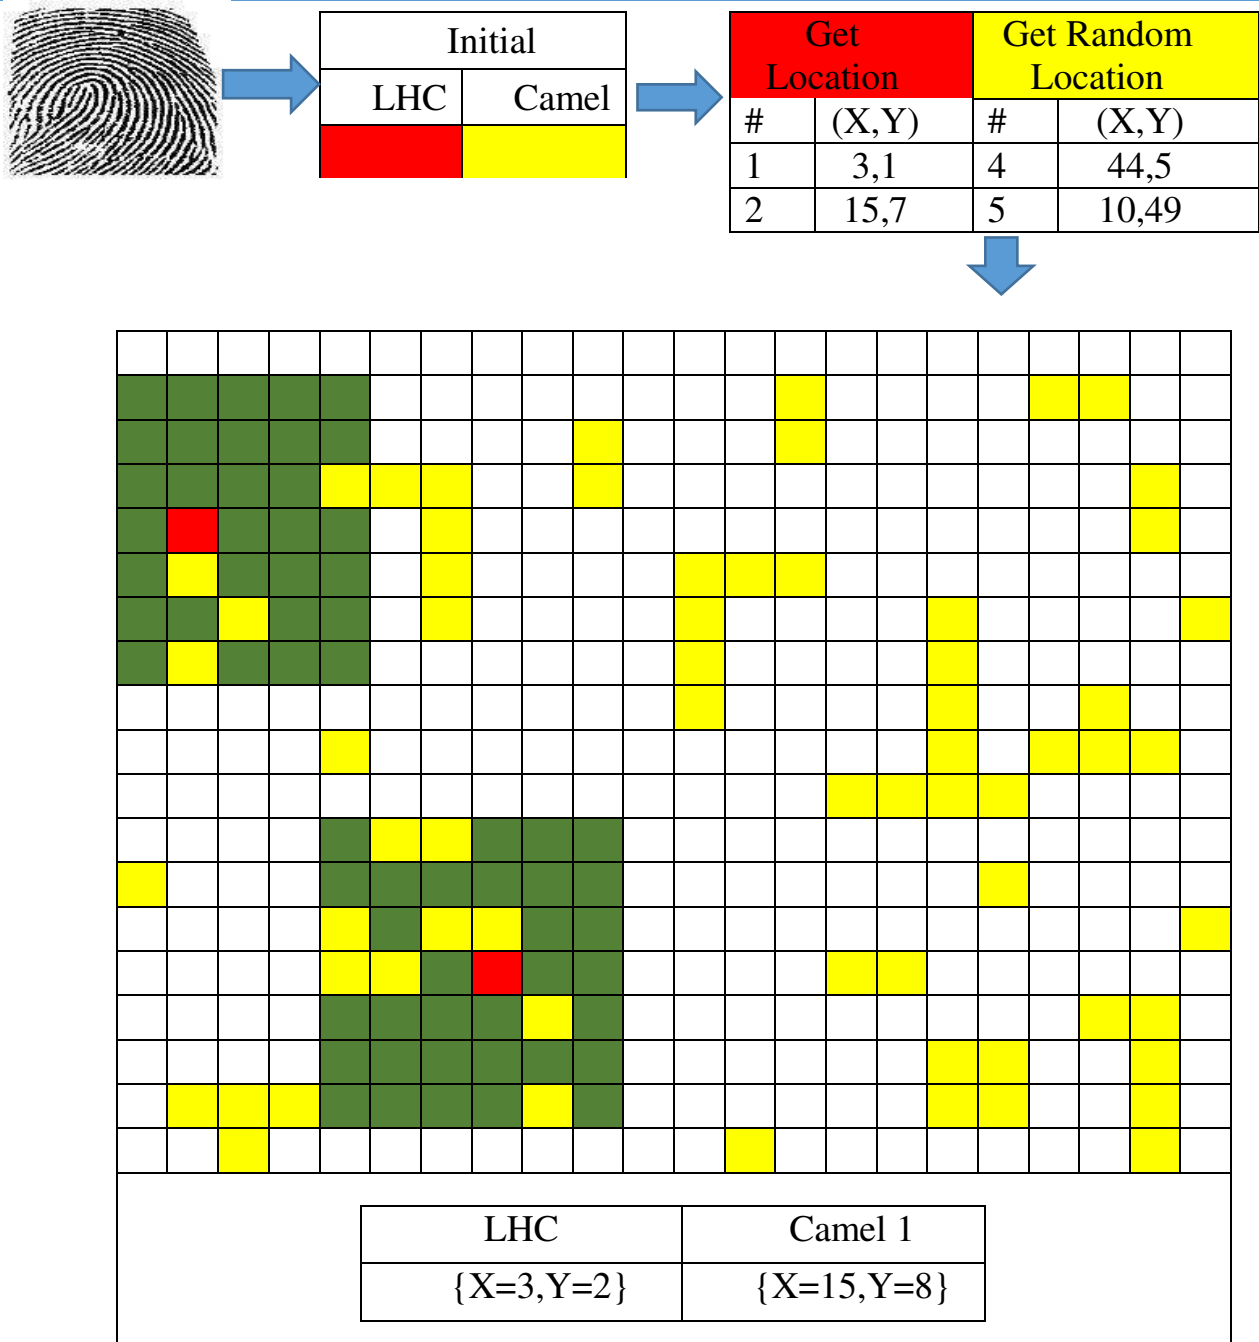 Initial
LHC Camel
Get Location Get Random Location
# (X,Y) # (X,Y)
1 3,1 4 44,5
2 15,7 5 10,49
LHC Camel 1
{X=3,Y=2} {X=15,Y=8}